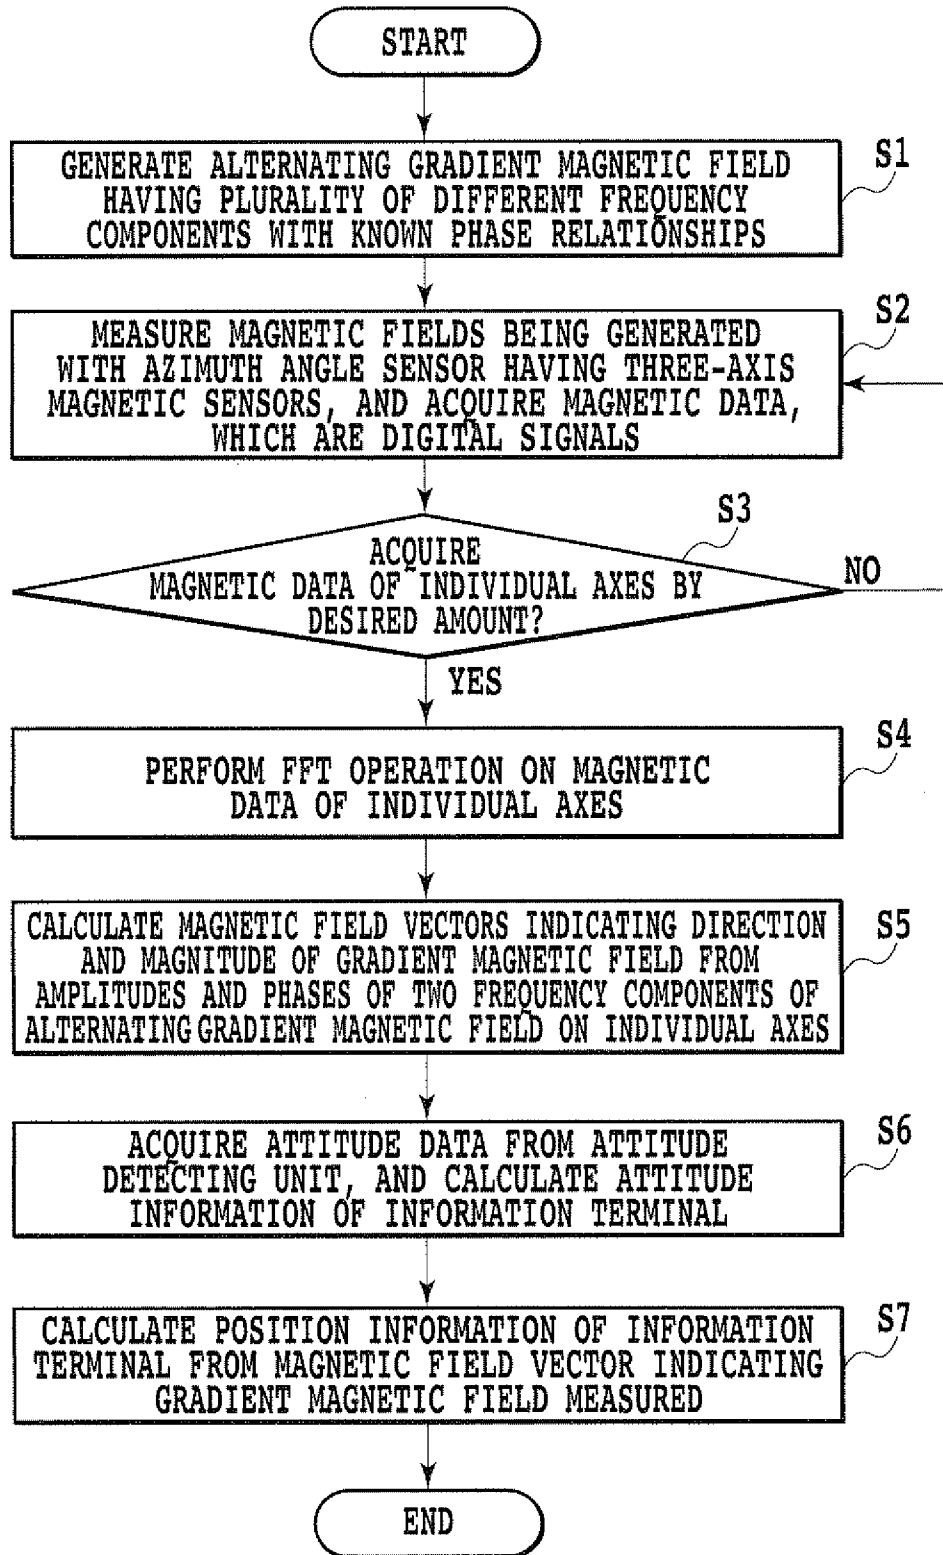 START
S1
GENERATE ALTERNATING GRADIENT MAGNETIC FIELD
HAVING PLURALITY OF DIFFERENT FREQUENCY
COMPONENTS WITH KNOWN PHASE RELATIONSHIPS
S2
MEASURE MAGNETIC FIELDS BEING GENERATED
WITH AZIMUTH ANGLE SENSOR HAVING THREE-AXIS
MAGNETIC SENSORS, AND ACQUIRE MAGNETIC DATA,
WHICH ARE DIGITAL SIGNALS
S3
ACQUIRE
MAGNETIC DATA OF INDIVIDUAL AXES BY
DESIRED AMOUNT?
NO
YES
S4
PERFORM FFT OPERATION ON MAGNETIC
DATA OF INDIVIDUAL AXES
S5
CALCULATE MAGNETIC FIELD VECTORS INDICATING DIRECTION
AND MAGNITUDE OF GRADIENT MAGNETIC FIELD FROM
AMPLITUDES AND PHASES OF TWO FREQUENCY COMPONENTS OF
ALTERNATING GRADIENT MAGNETIC FIELD ON INDIVIDUAL AXES
S6
ACQUIRE ATTITUDE DATA FROM ATTITUDE
DETECTING UNIT, AND CALCULATE ATTITUDE
INFORMATION OF INFORMATION TERMINAL
S7
CALCULATE POSITION INFORMATION OF INFORMATION
TERMINAL FROM MAGNETIC FIELD VECTOR INDICATING
GRADIENT MAGNETIC FIELD MEASURED
END